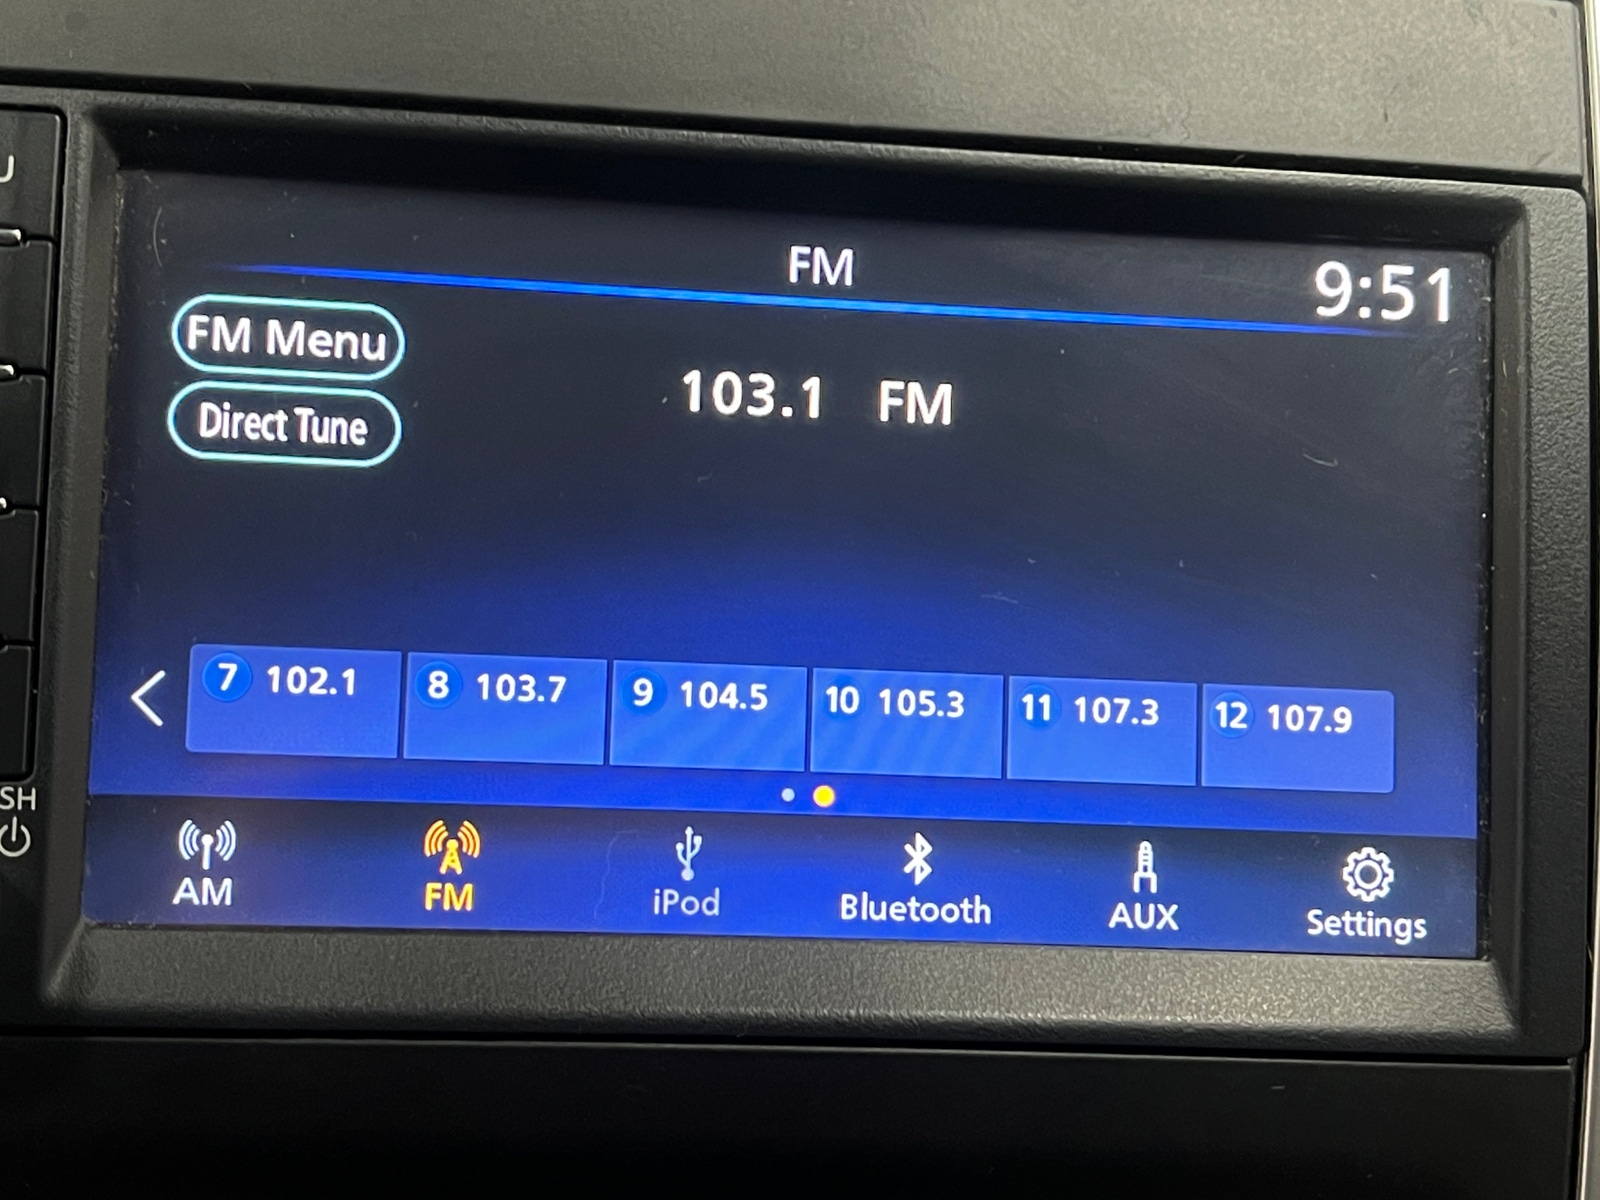 FM
9:51
FM Menu
103.1 FM
Direct Tune
7 102.1
8 103.7
9 104.5
10 105.3
11 107.3
12 107.9
AM
FM
iPod
Bluetooth
AUX
Settings